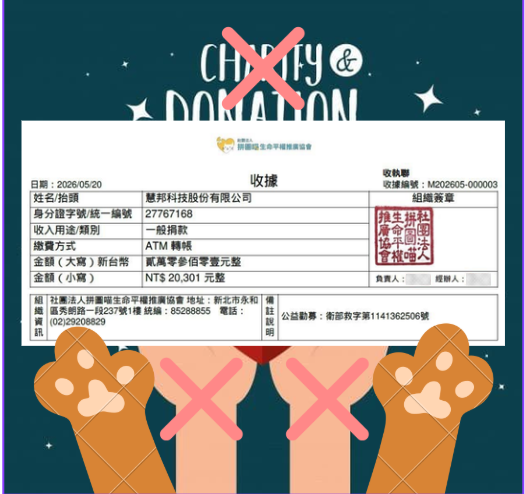 CHARITY &
DONATION
社團法人
拼圖喵生命平權推廣協會
收據
收執聯
日期：2026/05/20
收據編號：M202605-000003
姓名/抬頭 慧邦科技股份有限公司 組織簽章
身分證字號/統一編號 27767168
收入用途/類別 一般捐款
繳費方式 ATM 轉帳
金額（大寫）新台幣 貳萬零參佰零壹元整
金額（小寫） NT$ 20,301 元整
社團法人拼圖喵生命平權推廣協會
負責人： 經辦人：
組織資訊 社團法人拼圖喵生命平權推廣協會 地址：新北市永和
區秀朗路一段237號1樓 統編：85288855 電話：
(02)29208829
備註說明 公益勸募：衛部救字第1141362506號